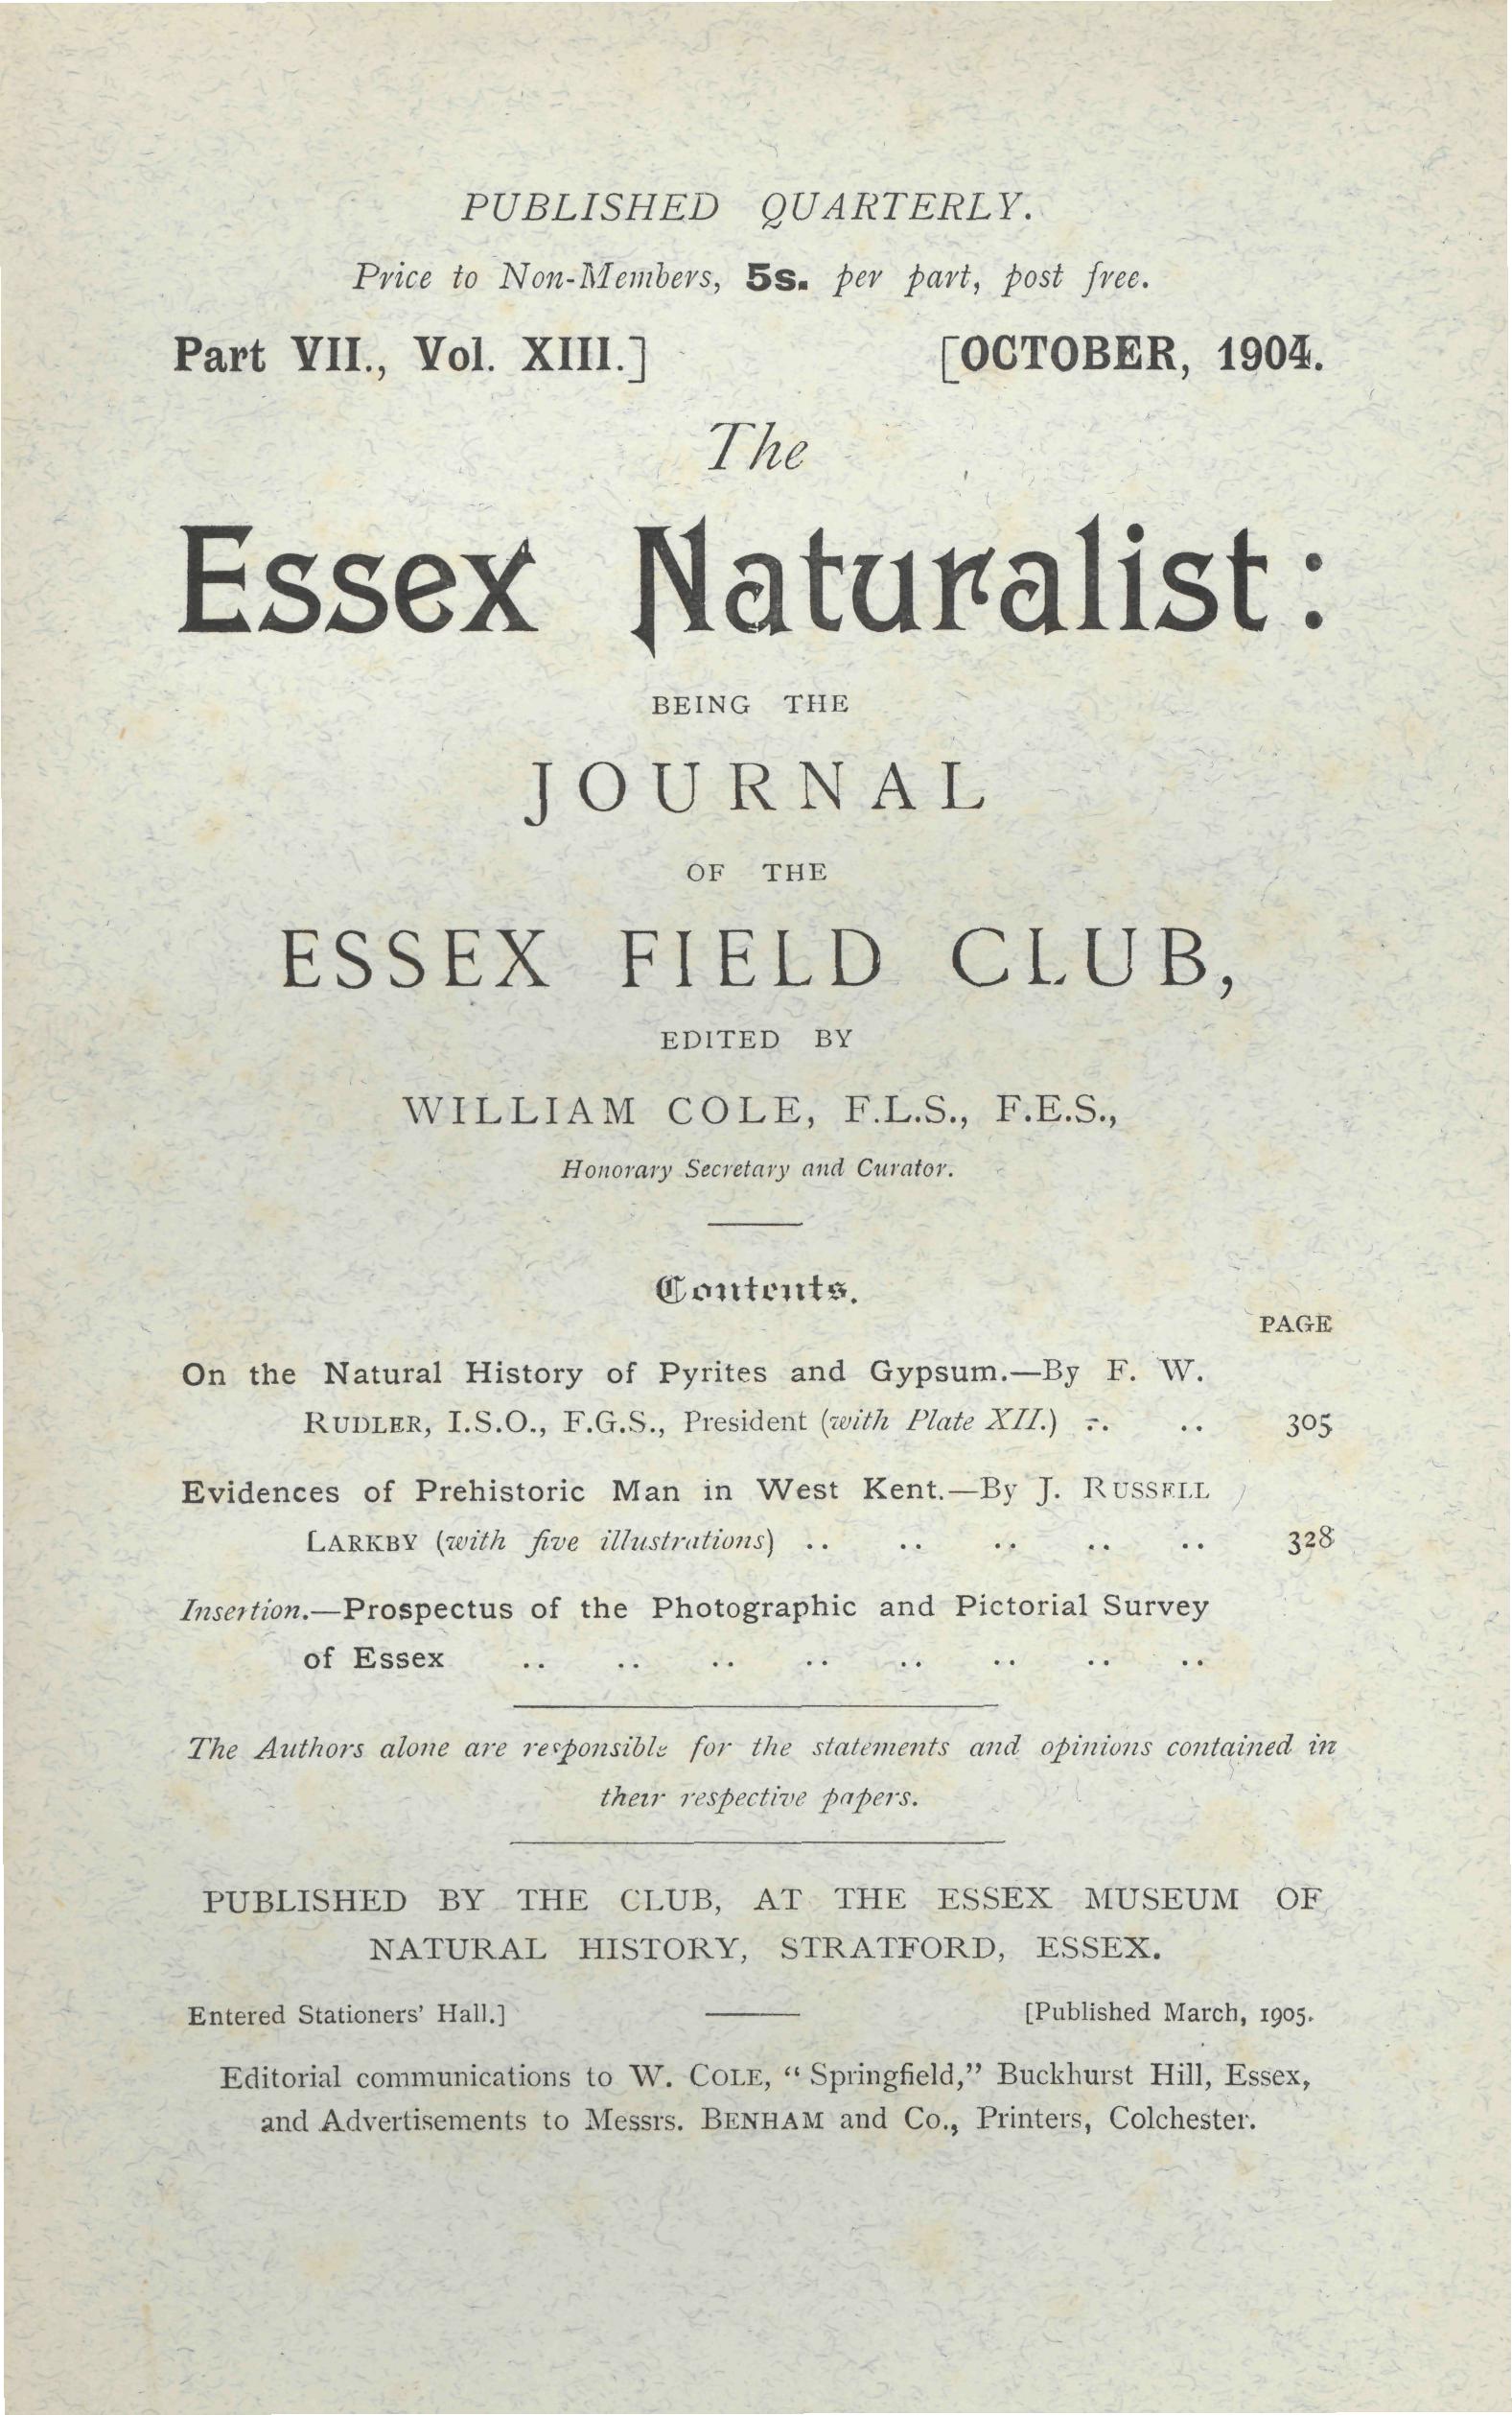 PUBLISHED QUARTERLY.
Price to Non-Members, 5s. per part, post free.
Part VII., Vol. XIII.] [OCTOBER, 1904.
The
Essex Naturalist:
BEING THE
JOURNAL
OF THE
ESSEX FIELD CLUB,
EDITED BY
WILLIAM COLE, F.L.S., F.E.S.,
Honorary Secretary and Curator.
Contents.
PAGE
On the Natural History of Pyrites and Gypsum.—By F. W.
RUDLER, I.S.O., F.G.S., President (with Plate XII.) .. .. 305
Evidences of Prehistoric Man in West Kent.—By J. RUSSELL
LARKBY (with five illustrations) .. .. .. .. .. 328
Insertion.—Prospectus of the Photographic and Pictorial Survey
of Essex .. .. .. .. .. .. .. ..
The Authors alone are responsible for the statements and opinions contained in
their respective papers.
PUBLISHED BY THE CLUB, AT THE ESSEX MUSEUM OF
NATURAL HISTORY, STRATFORD, ESSEX.
Entered Stationers' Hall.] [Published March, 1905.
Editorial communications to W. COLE, "Springfield," Buckhurst Hill, Essex,
and Advertisements to Messrs. BENHAM and Co., Printers, Colchester.